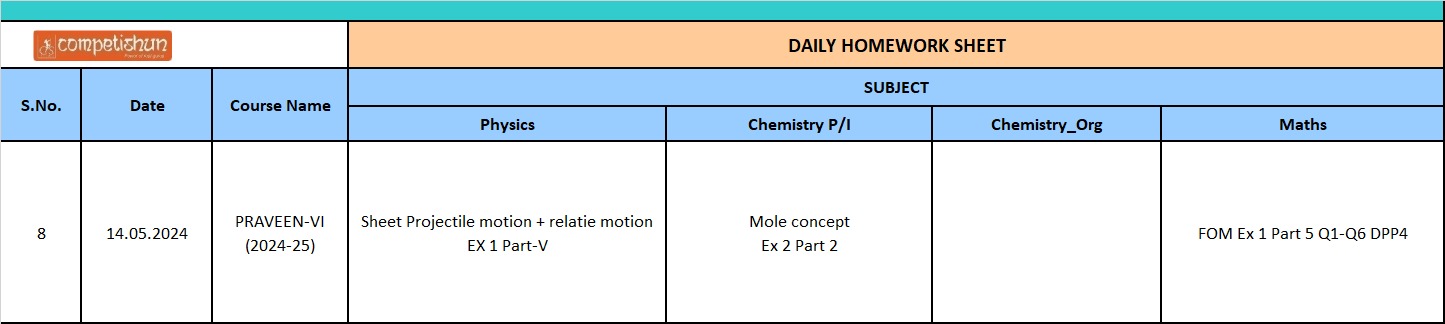 competishun
DAILY HOMEWORK SHEET
S.No.
Date
Course Name
SUBJECT
Physics
Chemistry P/I
Chemistry_Org
Maths
8
14.05.2024
PRAVEEN-VI
(2024-25)
Sheet Projectile motion + relatie motion
EX 1 Part-V
Mole concept
Ex 2 Part 2
FOM Ex 1 Part 5 Q1-Q6 DPP4